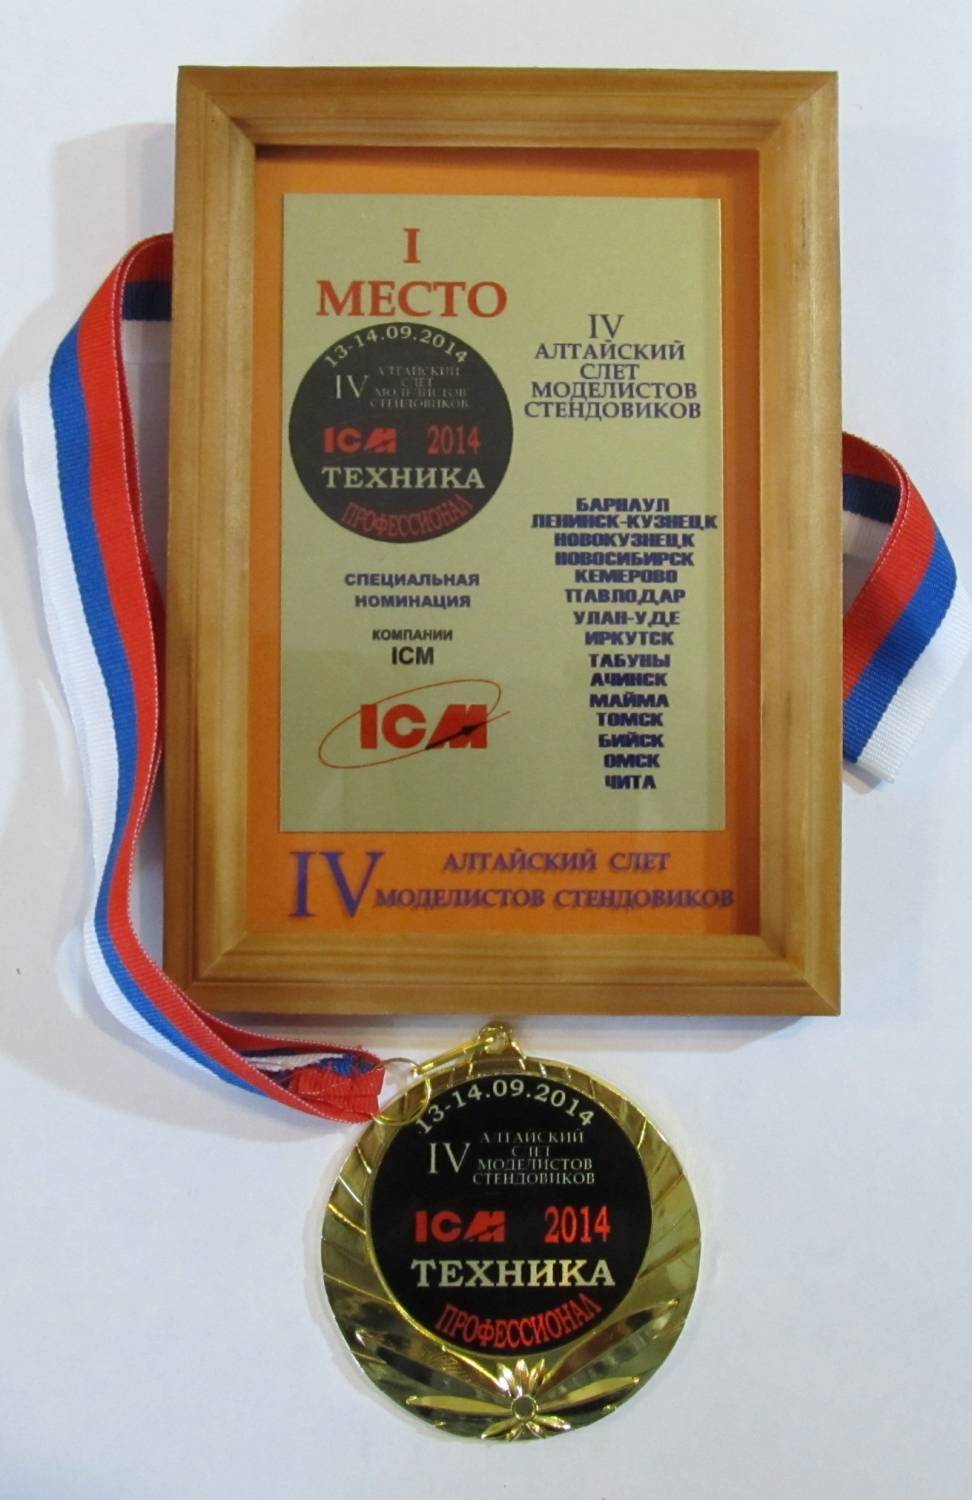 I
МЕСТО
13-14.09.2014
IV
АЛТАЙСКИЙ
СЛЕТ
МОДЕЛИСТОВ
СТЕНДОВИКОВ
ICM 2014
ТЕХНИКА
ПРОФЕССИОНАЛ
СПЕЦИАЛЬНАЯ
НОМИНАЦИЯ
КОМПАНИИ
ICM
ICM
IV
АЛТАЙСКИЙ
СЛЕТ
МОДЕЛИСТОВ
СТЕНДОВИКОВ
БАРНАУЛ
ЛЕНИНСК-КУЗНЕЦК
НОВОКУЗНЕЦК
НОВОСИБИРСК
КЕМЕРОВО
ПАВЛОДАР
УЛАН-УДЕ
ИРКУТСК
ТАБУНЫ
АЧИНСК
МАЙМА
ТОМСК
БИЙСК
ОМСК
ЧИТА
IV
АЛТАЙСКИЙ СЛЕТ
МОДЕЛИСТОВ СТЕНДОВИКОВ
13-14.09.2014
IV
АЛТАЙСКИЙ
СЛЕТ
МОДЕЛИСТОВ
СТЕНДОВИКОВ
ICM 2014
ТЕХНИКА
ПРОФЕССИОНАЛ